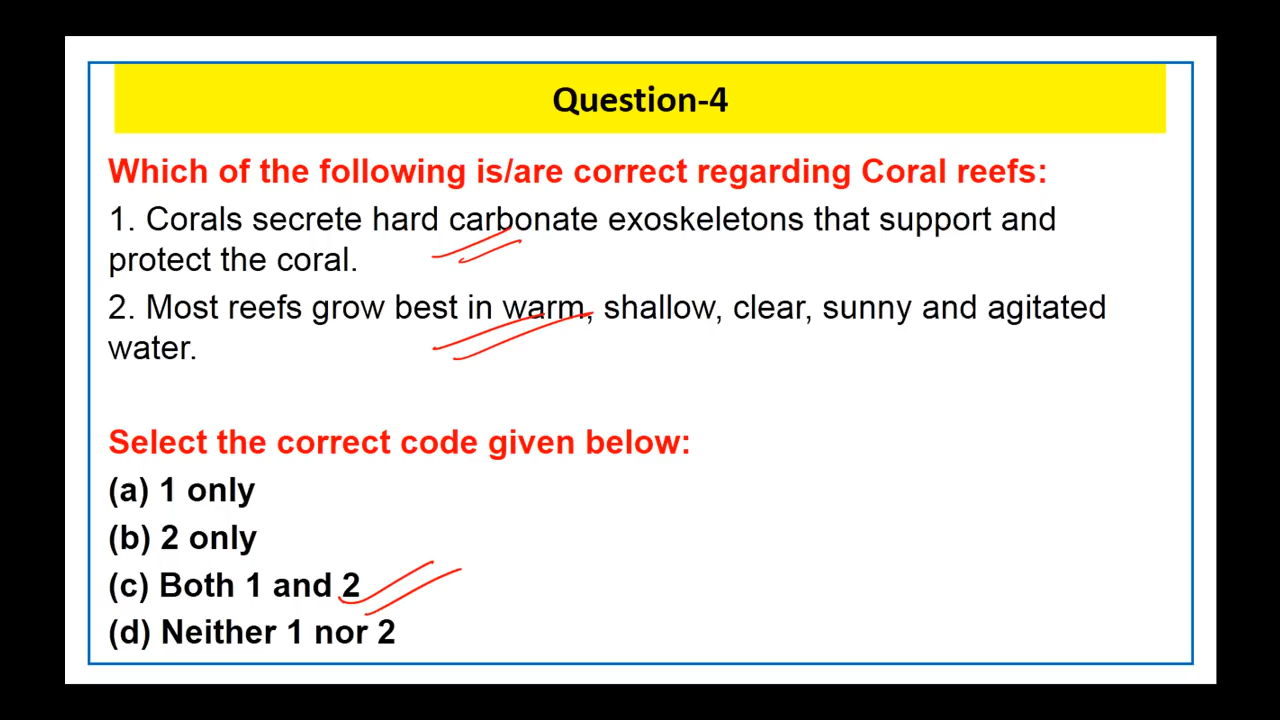 Question-4
Which of the following is/are correct regarding Coral reefs:
1. Corals secrete hard carbonate exoskeletons that support and
protect the coral.
2. Most reefs grow best in warm, shallow, clear, sunny and agitated
water.
Select the correct code given below:
(a) 1 only
(b) 2 only
(c) Both 1 and 2
(d) Neither 1 nor 2